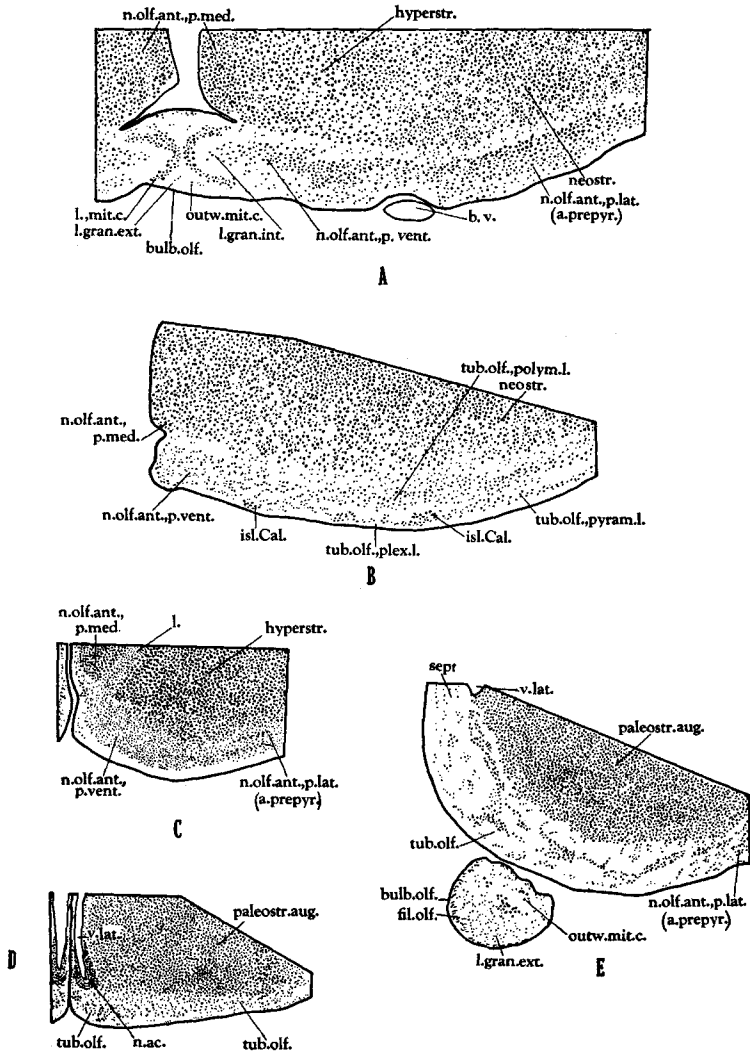 n.olf.ant.,p.med.
hyperstr.
neostr.
n.olf.ant.,p.lat.
(a.prepyr.)
l.,mit.c.
outw.mit.c.
b.v.
l.gran.ext.
l.gran.int.
n.olf.ant.,p. vent.
bulb.olf.
A
tub.olf.,polym.l.
neostr.
n.olf.ant.,
p.med.
n.olf.ant.,p.vent.
isl.Cal.
isl.Cal.
tub.olf.,pyram.l.
tub.olf.,plex.l.
B
n.olf.ant.,
p.med.
l.
hyperstr.
n.olf.ant.,
p.vent.
n.olf.ant.,p.lat.
(a.prepyr.)
C
sept
v.lat.
paleostr.aug.
tub.olf.
n.olf.ant.,p.lat.
(a.prepyr.)
bulb.olf.
fil.olf.
outw.mit.c.
l.gran.ext.
E
v.lat.
paleostr.aug.
D
tub.olf.
n.ac.
tub.olf.